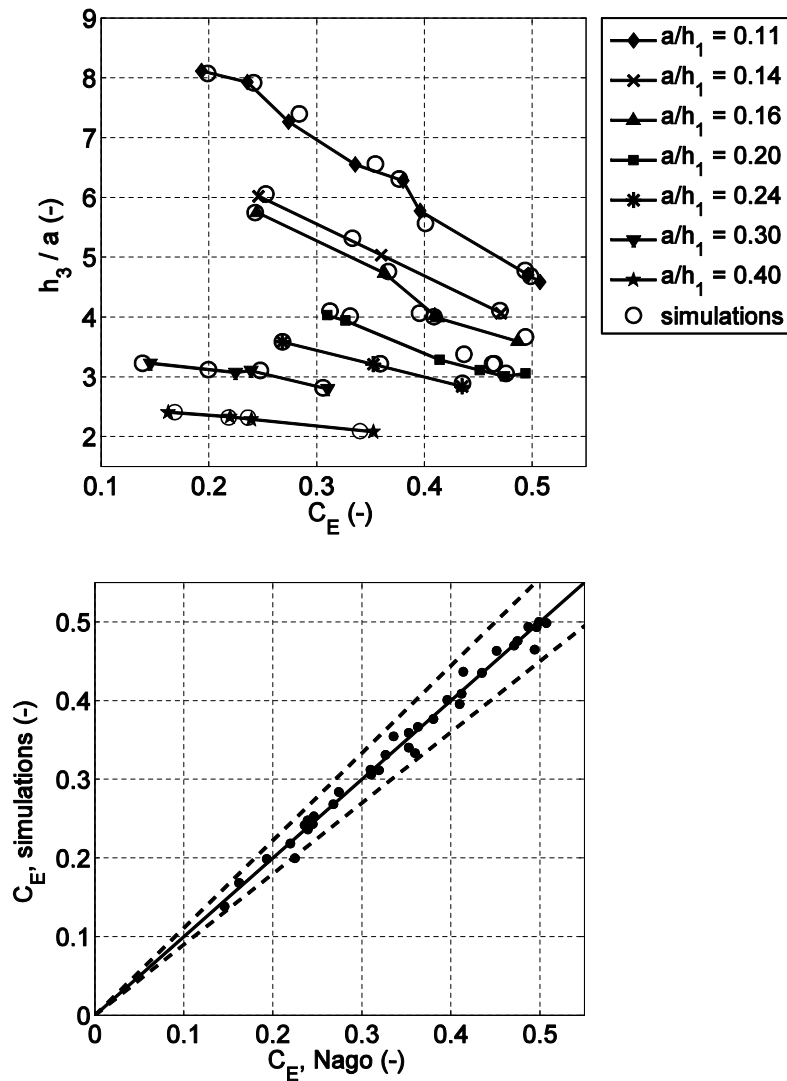 9
8
7
6
5
4
3
2
h3 / a (-)
0.1 0.2 0.3 0.4 0.5
CE (-)
a/h1 = 0.11
a/h1 = 0.14
a/h1 = 0.16
a/h1 = 0.20
a/h1 = 0.24
a/h1 = 0.30
a/h1 = 0.40
simulations
0.5
0.4
0.3
0.2
0.1
0
CE, simulations (-)
0 0.1 0.2 0.3 0.4 0.5
CE, Nago (-)